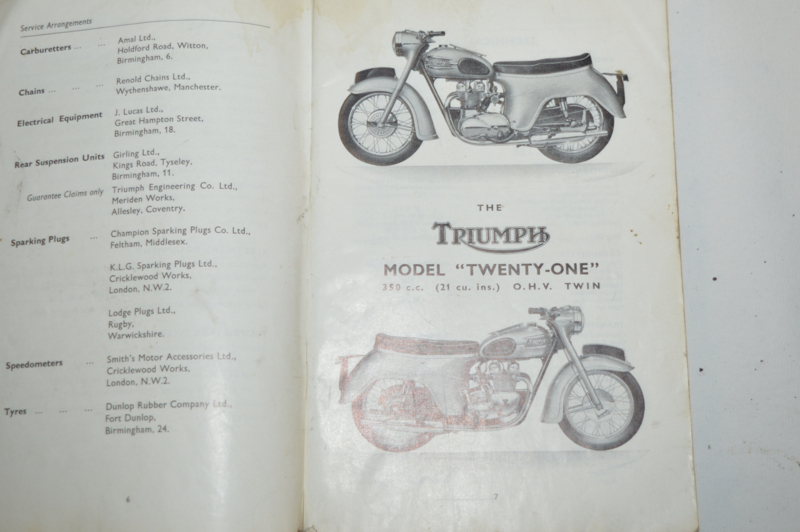 Service Arrangements
Carburetters ... ... Amal Ltd.,
Holdford Road, Witton,
Birmingham, 6.
Chains ... ... ... Renold Chains Ltd.,
Wythenshawe, Manchester,
Electrical Equipment J. Lucas Ltd.,
Great Hampton Street,
Birmingham, 18.
Rear Suspension Units Girling Ltd.,
Kings Road, Tyseley,
Birmingham, 11.
Guarantee Claims only Triumph Engineering Co. Ltd.,
Meriden Works,
Allesley, Coventry.
Sparking Plugs ... Champion Sparking Plugs Co. Ltd.,
Feltham, Middlesex.
K.L.G. Sparking Plugs Ltd.,
Cricklewood Works,
London, N.W.2.
Lodge Plugs Ltd.,
Rugby,
Warwickshire.
Speedometers ... Smith's Motor Accessories Ltd.,
Cricklewood Works,
London, N.W.2.
Tyres ... ... ... Dunlop Rubber Company Ltd.,
Fort Dunlop,
Birmingham, 24.
6
THE
TRIUMPH
MODEL "TWENTY-ONE"
350 c.c. (21 cu. ins.) O.H.V. TWIN
7